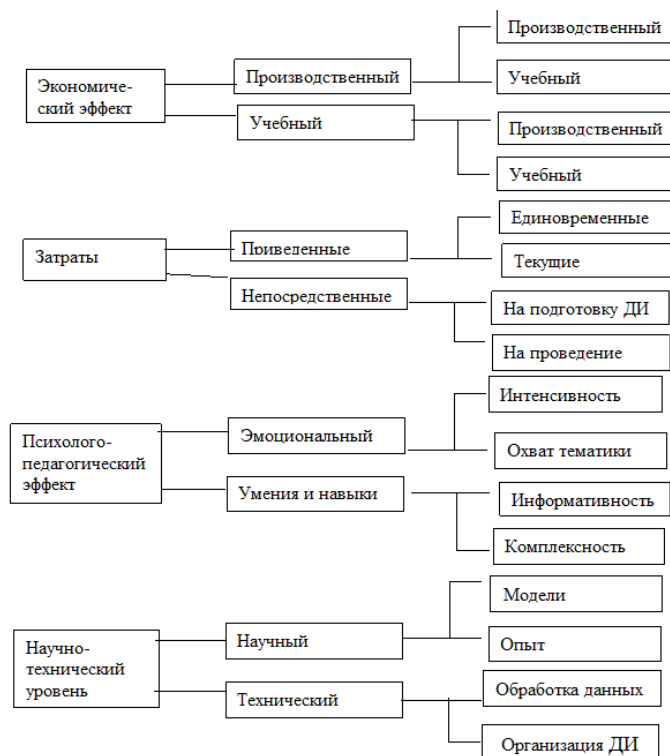 Производственный
Экономиче-
ский эффект
Производственный
Учебный
Учебный
Производственный
Учебный
Затраты
Приведенные
Единовременные
Текущие
Непосредственные
На подготовку ДИ
На проведение
Психолого-
педагогический
эффект
Эмоциональный
Интенсивность
Охват тематики
Умения и навыки
Информативность
Комплексность
Научно-
технический
уровень
Научный
Модели
Опыт
Технический
Обработка данных
Организация ДИ